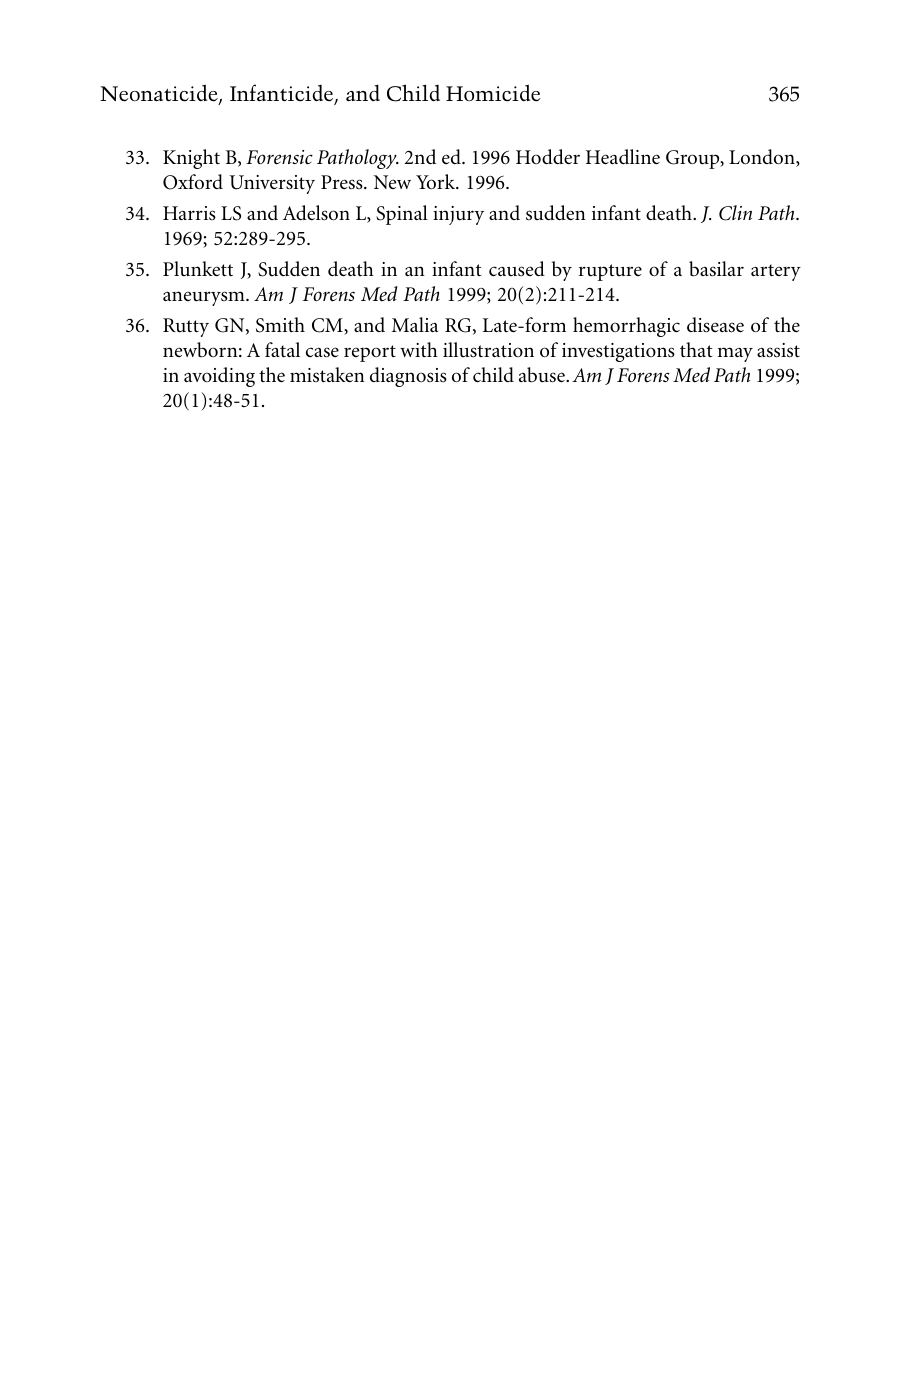 Neonaticide, Infanticide, and Child Homicide 365
33. Knight B, Forensic Pathology. 2nd ed. 1996 Hodder Headline Group, London,
Oxford University Press. New York. 1996.
34. Harris LS and Adelson L, Spinal injury and sudden infant death. J. Clin Path.
1969; 52:289-295.
35. Plunkett J, Sudden death in an infant caused by rupture of a basilar artery
aneurysm. Am J Forens Med Path 1999; 20(2):211-214.
36. Rutty GN, Smith CM, and Malia RG, Late-form hemorrhagic disease of the
newborn: A fatal case report with illustration of investigations that may assist
in avoiding the mistaken diagnosis of child abuse. Am J Forens Med Path 1999;
20(1):48-51.